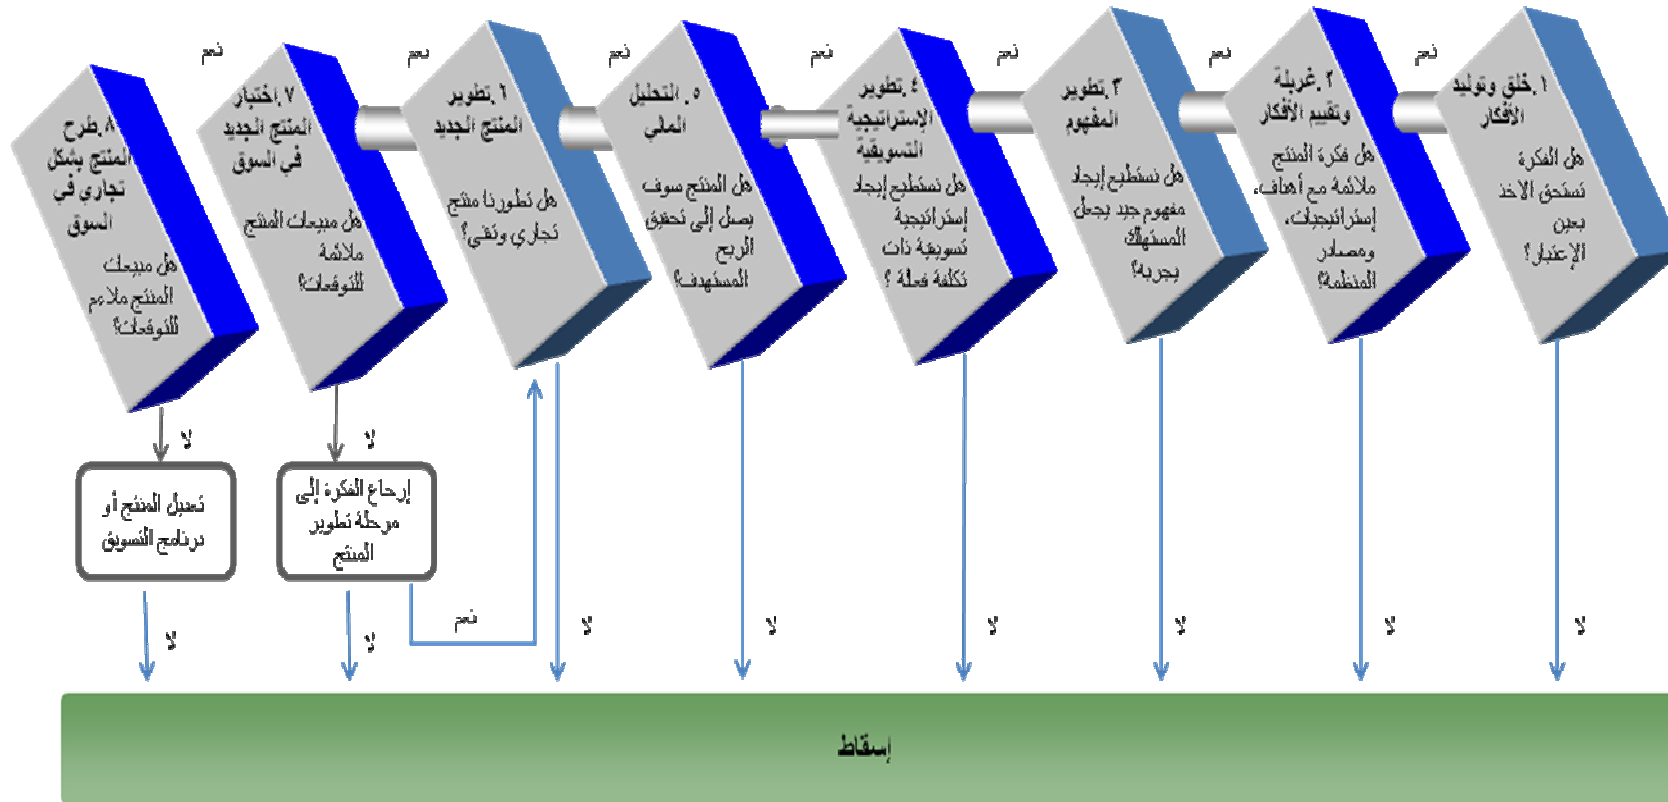 نعم
نعم
نعم
نعم
نعم
نعم
نعم
١. خلق وتوليد
الأفكار
هل الفكرة
تستحق الاخذ
بعين
الإعتبار؟
٢. غربلة
وتقييم الأفكار
هل فكرة المنتج
ملائمة مع أهداف،
إستراتيجيات،
ومصادر
المنظمة؟
٣. تطوير
المفهوم
هل نستطيع إيجاد
مفهوم جيد يجعل
المستهلك
يجربه؟
٤. تطوير
الإستراتيجية
التسويقية
هل نستطيع إيجاد
إستراتيجية
تسويقية ذات
تكلفة فعالة ؟
٥. التحليل
المالي
هل المنتج سوف
يصل إلى تحقيق
الربح
المستهدف؟
٦. تطوير
المنتج الجديد
هل تطورنا منتج
تجاري وتقني؟
٧. اختبار
المنتج الجديد
في السوق
هل مبيعات المنتج
ملائمة
للتوقعات؟
٨. طرح
المنتج بشكل
تجاري في
السوق
هل مبيعات
المنتج ملاءم
للتوقعات؟
لا
لا
إرجاع الفكرة إلى
مرحلة تطوير
المنتج
تعديل المنتج أو
برنامج التسويق
نعم
لا
لا
لا
لا
لا
لا
لا
لا
إسقاط